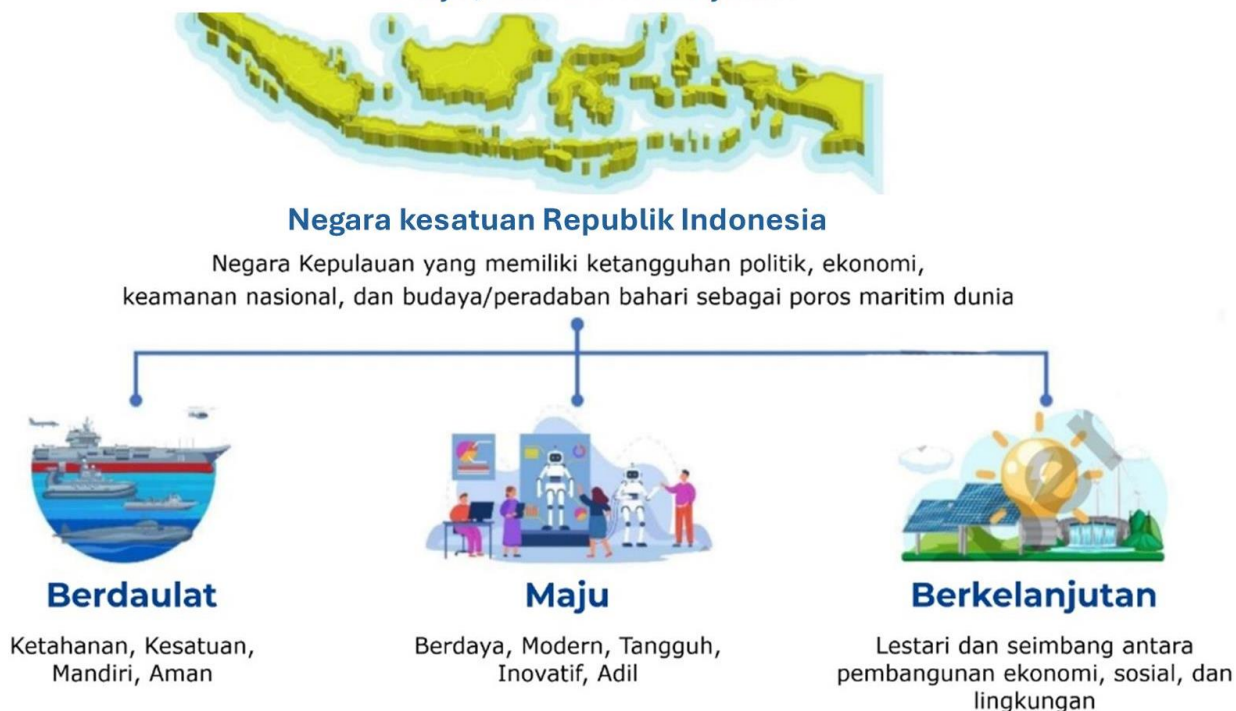 Negara kesatuan Republik Indonesia
Negara Kepulauan yang memiliki ketangguhan politik, ekonomi,
keamanan nasional, dan budaya/peradaban bahari sebagai poros maritim dunia
Berdaulat
Ketahanan, Kesatuan,
Mandiri, Aman
Maju
Berdaya, Modern, Tangguh,
Inovatif, Adil
Berkelanjutan
Lestari dan seimbang antara
pembangunan ekonomi, sosial, dan
lingkungan